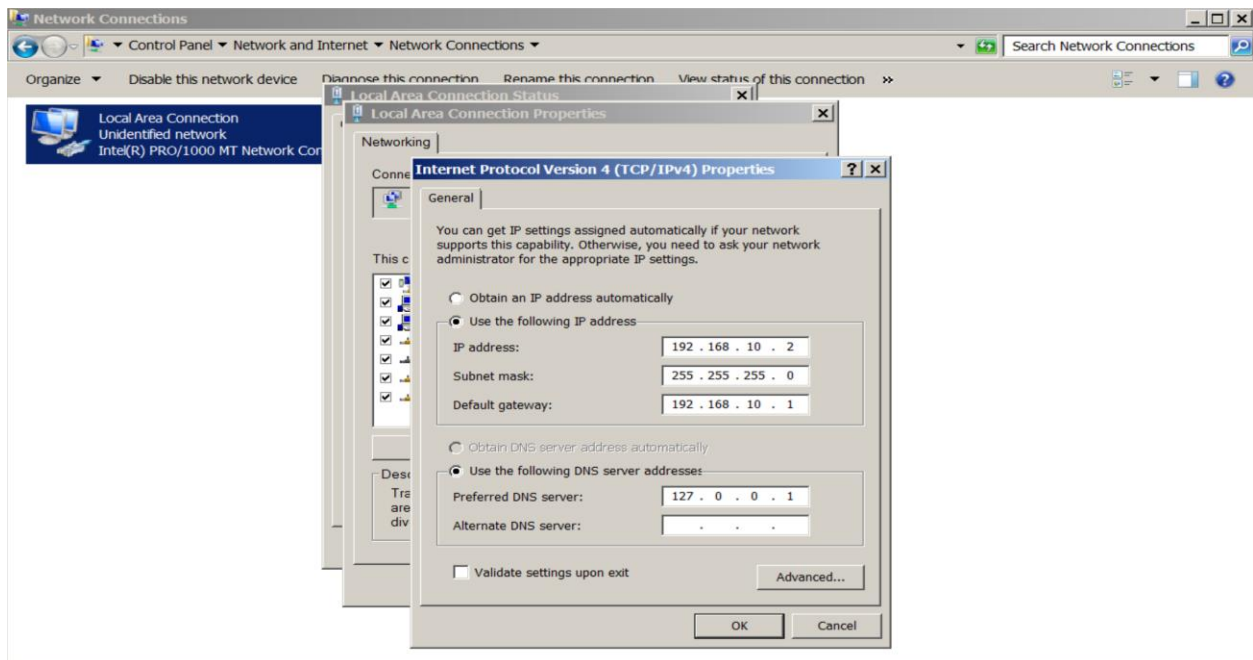 Network Connections
Control Panel Network and Internet Network Connections
Search Network Connections
Organize Disable this network device Diagnose this connection Rename this connection View status of this connection »
Local Area Connection
Unidentified network
Intel(R) PRO/1000 MT Network Cor
Local Area Connection Status
Local Area Connection Properties
Networking
Conne
This c
Desc
Tra
are
div
Internet Protocol Version 4 (TCP/IPv4) Properties
General
You can get IP settings assigned automatically if your network
supports this capability. Otherwise, you need to ask your network
administrator for the appropriate IP settings.
Obtain an IP address automatically
Use the following IP address
IP address: 192 . 168 . 10 . 2
Subnet mask: 255 . 255 . 255 . 0
Default gateway: 192 . 168 . 10 . 1
Obtain DNS server address automatically
Use the following DNS server addresses
Preferred DNS server: 127 . 0 . 0 . 1
Alternate DNS server: . . .
Validate settings upon exit
Advanced...
OK Cancel